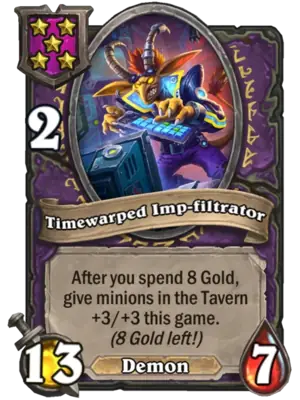 2
Timewarped Imp-filtrator
After you spend 8 Gold,
give minions in the Tavern
+3/+3 this game.
(8 Gold left!)
13
Demon
7